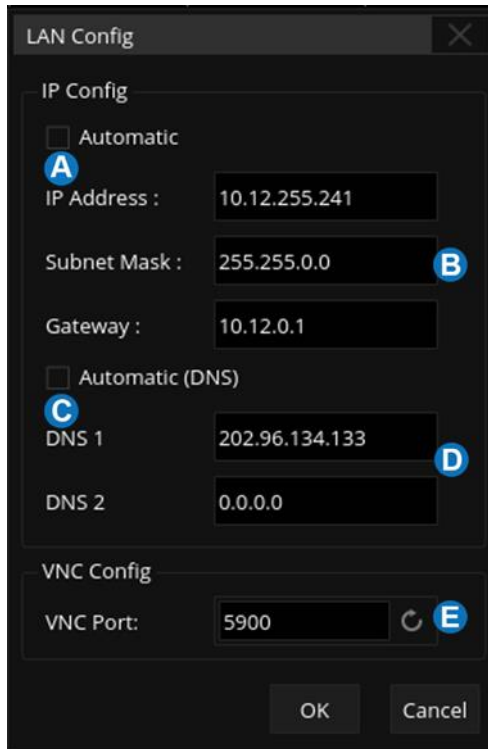 LAN Config
IP Config
Automatic
A
IP Address : 10.12.255.241
Subnet Mask : 255.255.0.0 B
Gateway : 10.12.0.1
Automatic (DNS)
C
DNS 1 202.96.134.133
D
DNS 2 0.0.0.0
VNC Config
VNC Port: 5900 E
OK Cancel